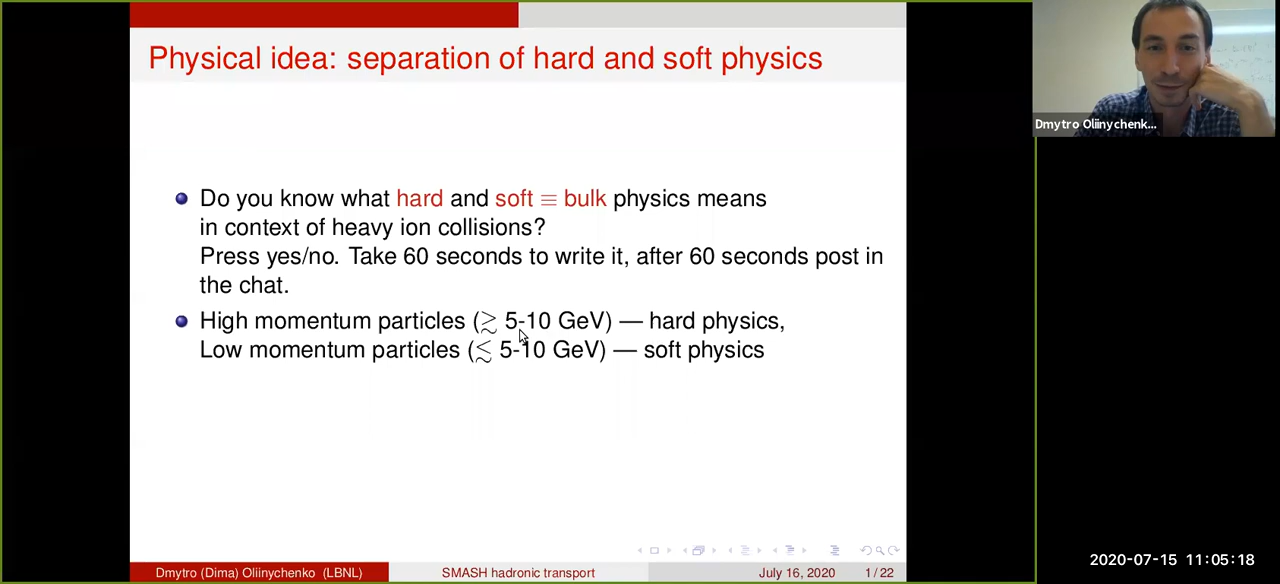 Physical idea: separation of hard and soft physics
Do you know what hard and soft ≡ bulk physics means
in context of heavy ion collisions?
Press yes/no. Take 60 seconds to write it, after 60 seconds post in
the chat.
High momentum particles (≳ 5-10 GeV) — hard physics,
Low momentum particles (≲ 5-10 GeV) — soft physics
Dmytro (Dima) Oliinychenko (LBNL)
SMASH hadronic transport
July 16, 2020
1 / 22
Dmytro Oliinychenk...
2020-07-15 11:05:18